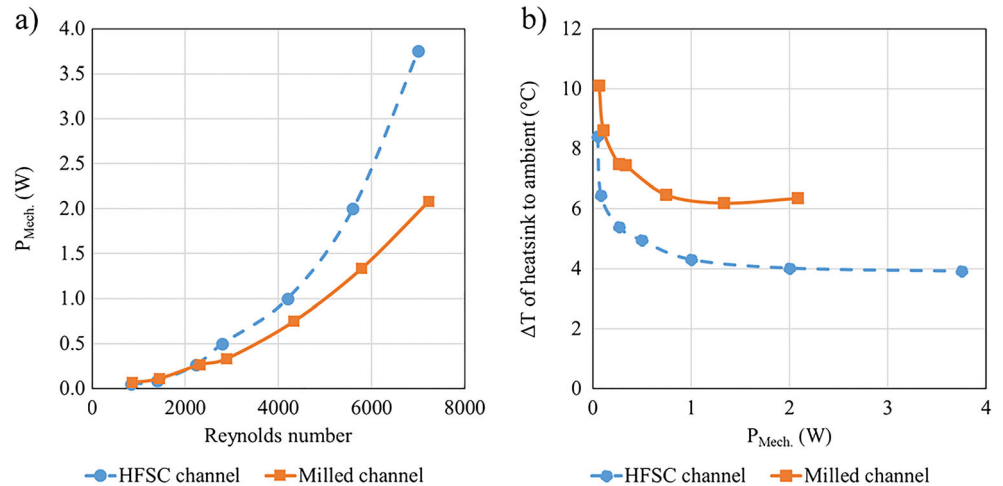 a)
4.0
3.5
3.0
2.5
2.0
1.5
1.0
0.5
0.0
P_Mech. (W)
0 2000 4000 6000 8000
Reynolds number
HFSC channel Milled channel
b)
12
10
8
6
4
2
0
ΔT of heatsink to ambient (°C)
0 1 2 3 4
P_Mech. (W)
HFSC channel Milled channel